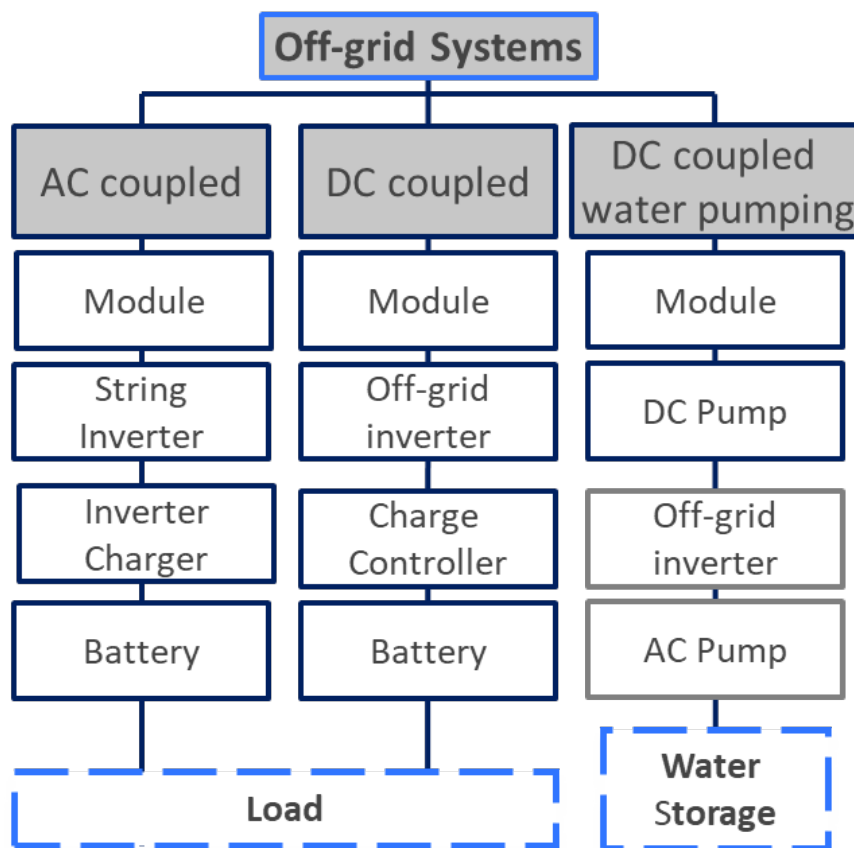 Off-grid Systems
AC coupled
DC coupled
DC coupled
water pumping
Module
Module
Module
String
Inverter
Off-grid
inverter
DC Pump
Inverter
Charger
Charge
Controller
Off-grid
inverter
Battery
Battery
AC Pump
Load
Water
Storage